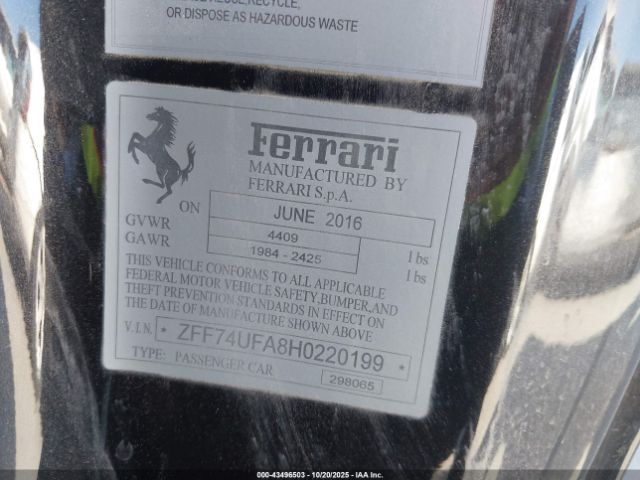 RECYCLE,
OR DISPOSE AS HAZARDOUS WASTE
Ferrari
MANUFACTURED BY
FERRARI S.p.A.
ON JUNE 2016
GVWR 4409 lbs
GAWR 1984 - 2425 lbs
THIS VEHICLE CONFORMS TO ALL APPLICABLE
FEDERAL MOTOR VEHICLE SAFETY,BUMPER,AND
THEFT PREVENTION STANDARDS IN EFFECT ON
THE DATE OF MANUFACTURE SHOWN ABOVE
V.I.N. * ZFF74UFA8H0220199 *
TYPE: PASSENGER CAR 298065
000-43496503 - 10/20/2025 - IAA Inc.